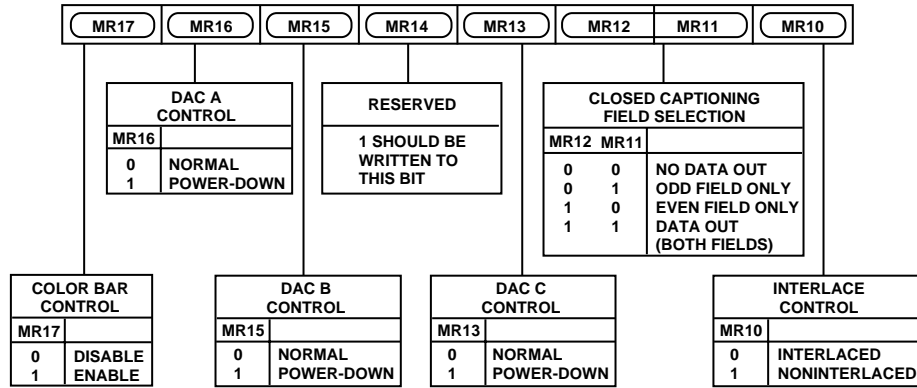 MR17 MR16 MR15 MR14 MR13 MR12 MR11 MR10
DAC A
CONTROL
MR16
0 NORMAL
1 POWER-DOWN
RESERVED
1 SHOULD BE
WRITTEN TO
THIS BIT
CLOSED CAPTIONING
FIELD SELECTION
MR12 MR11
0 0 NO DATA OUT
0 1 ODD FIELD ONLY
1 0 EVEN FIELD ONLY
1 1 DATA OUT
(BOTH FIELDS)
COLOR BAR
CONTROL
MR17
0 DISABLE
1 ENABLE
DAC B
CONTROL
MR15
0 NORMAL
1 POWER-DOWN
DAC C
CONTROL
MR13
0 NORMAL
1 POWER-DOWN
INTERLACE
CONTROL
MR10
0 INTERLACED
1 NONINTERLACED